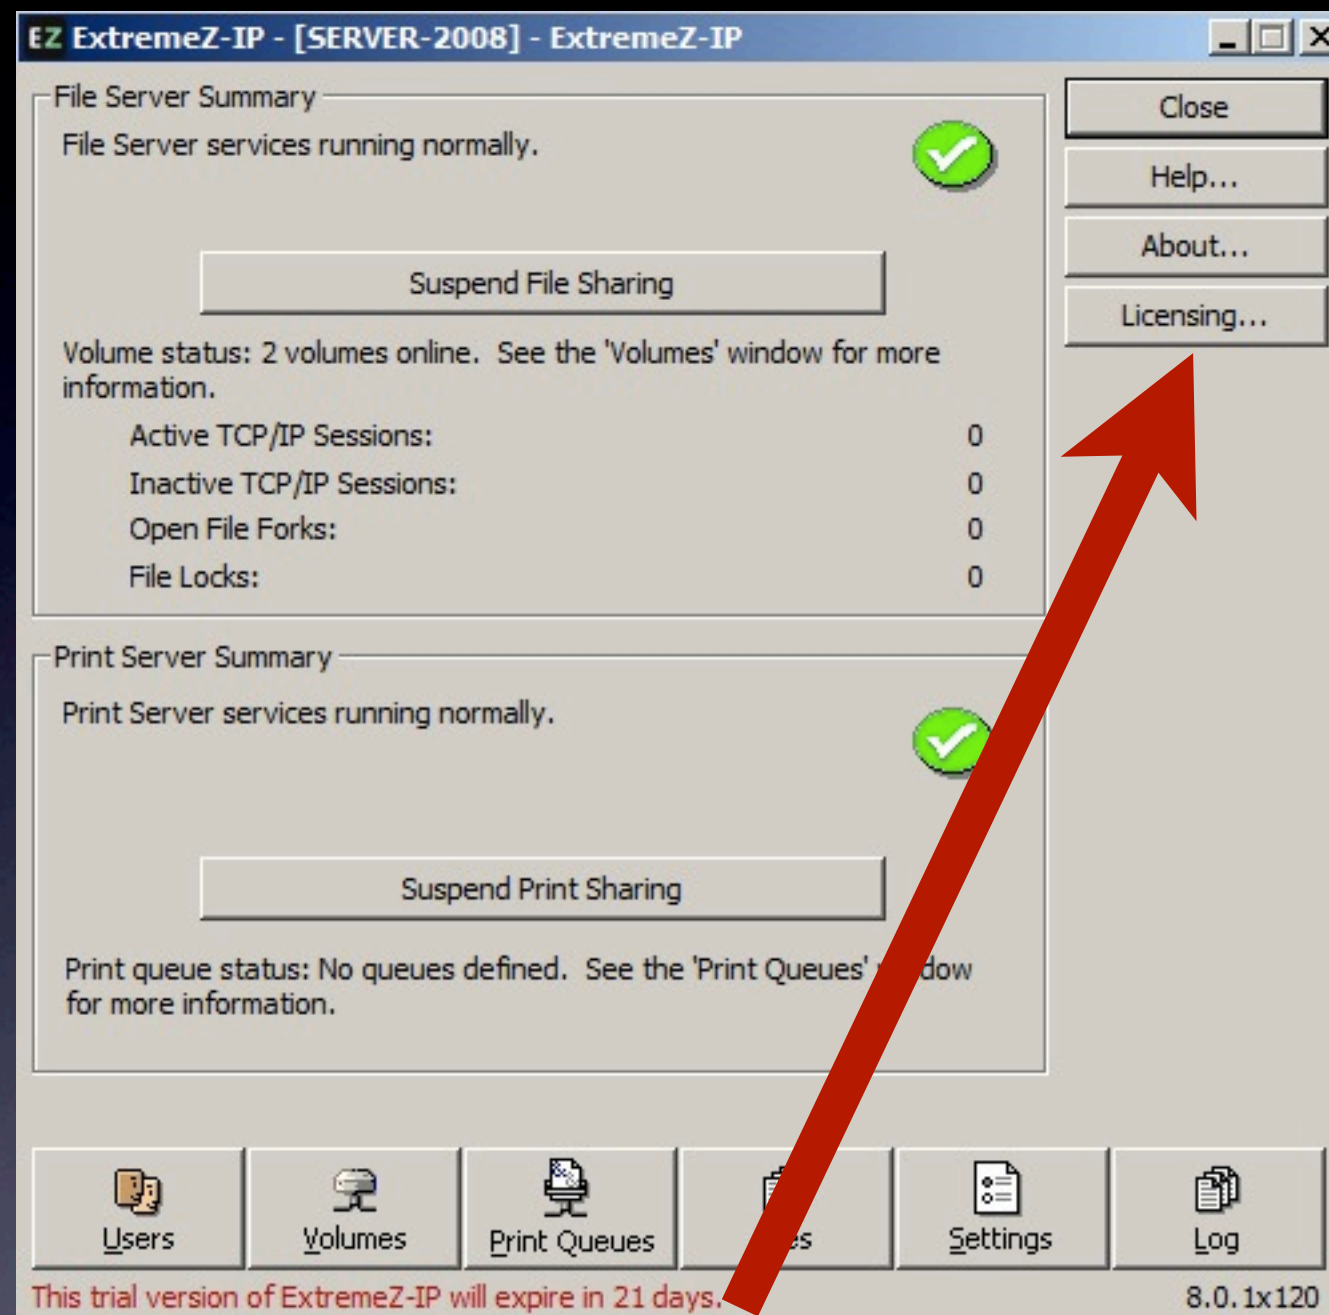 EZ ExtremeZ-IP - [SERVER-2008] - ExtremeZ-IP
File Server Summary
File Server services running normally.
Suspend File Sharing
Volume status: 2 volumes online. See the 'Volumes' window for more
information.
Active TCP/IP Sessions: 0
Inactive TCP/IP Sessions: 0
Open File Forks: 0
File Locks: 0
Close
Help...
About...
Licensing...
Print Server Summary
Print Server services running normally.
Suspend Print Sharing
Print queue status: No queues defined. See the 'Print Queues'
for more information.
Users
Volumes
Print Queues
Settings
Log
This trial version of ExtremeZ-IP will expire in 21 days.
8.0.1x120